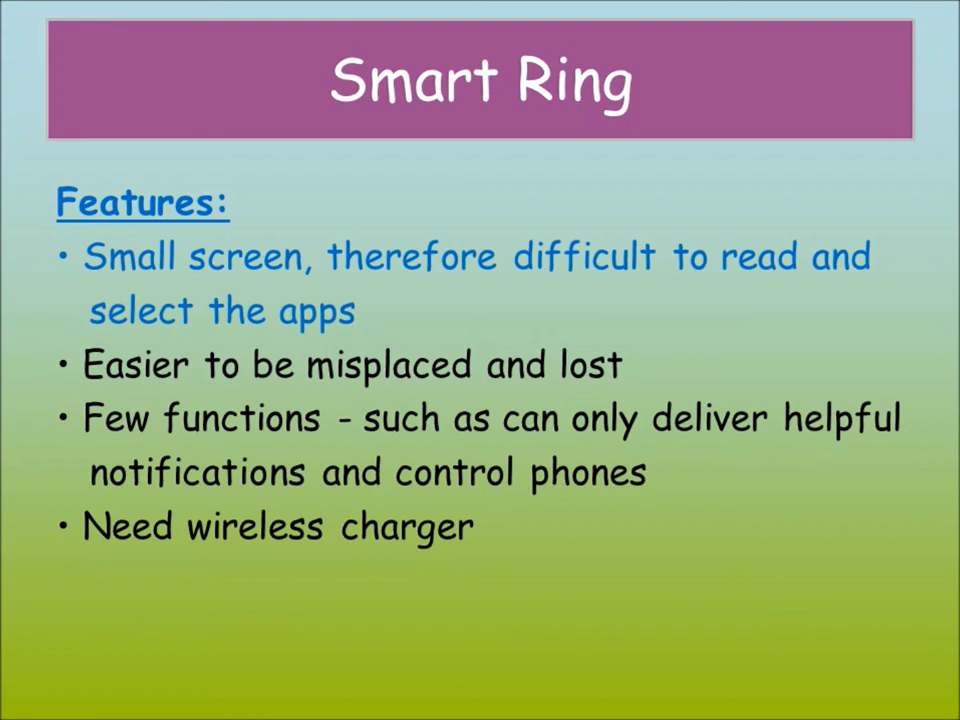 Smart Ring
Features:
• Small screen, therefore difficult to read and
select the apps
• Easier to be misplaced and lost
• Few functions - such as can only deliver helpful
notifications and control phones
• Need wireless charger